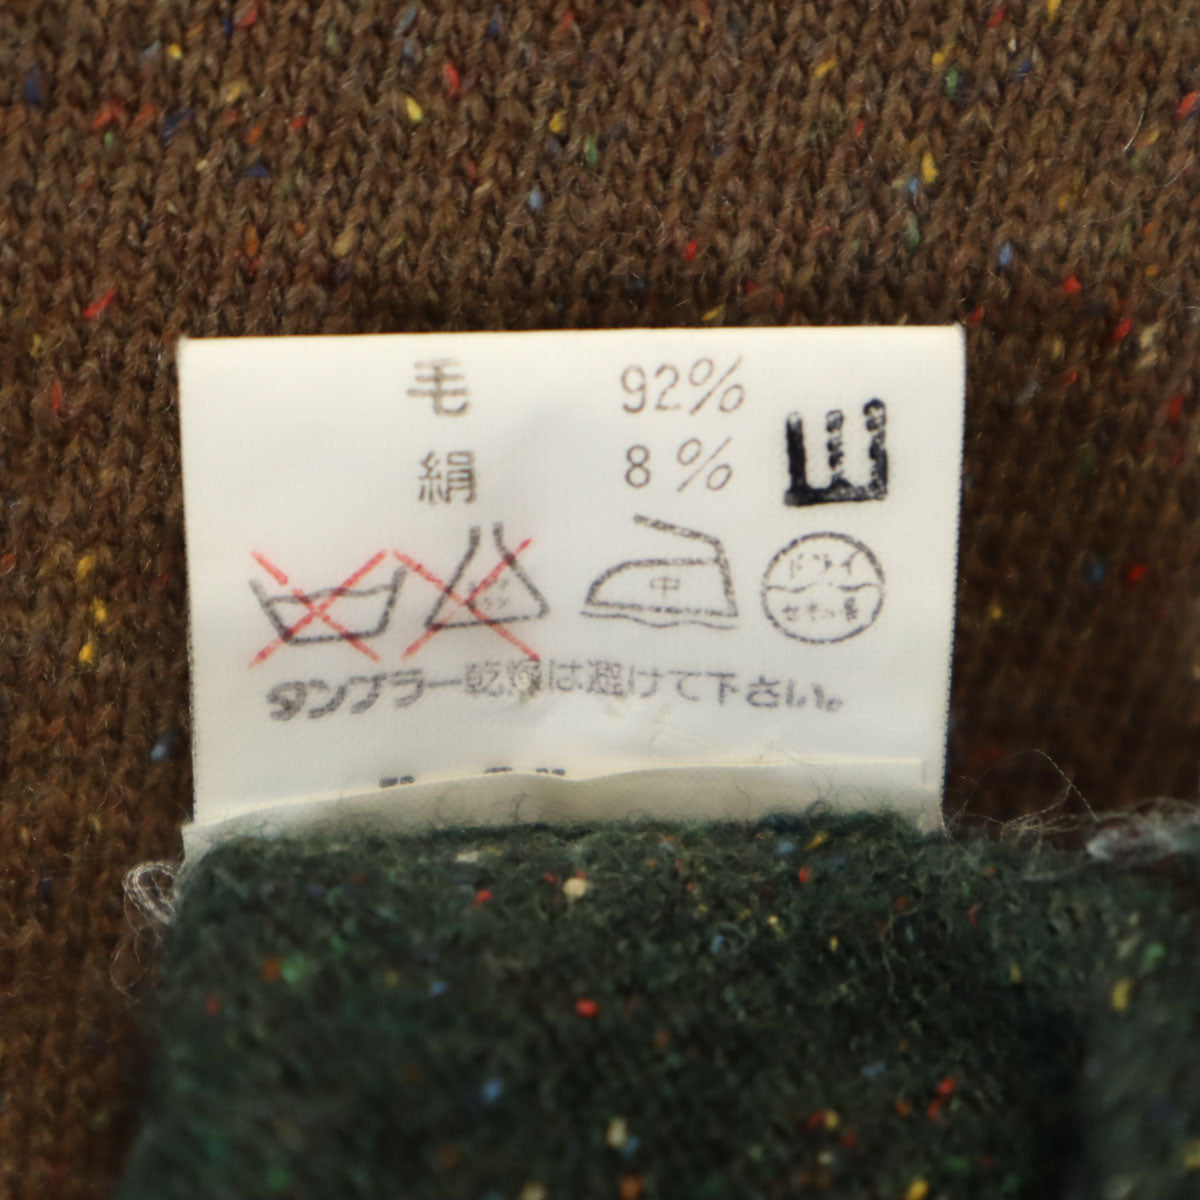 毛 92%
絹 8%
E
中
ドライ
セキユ系
タンブラー乾燥は避けて下さい。